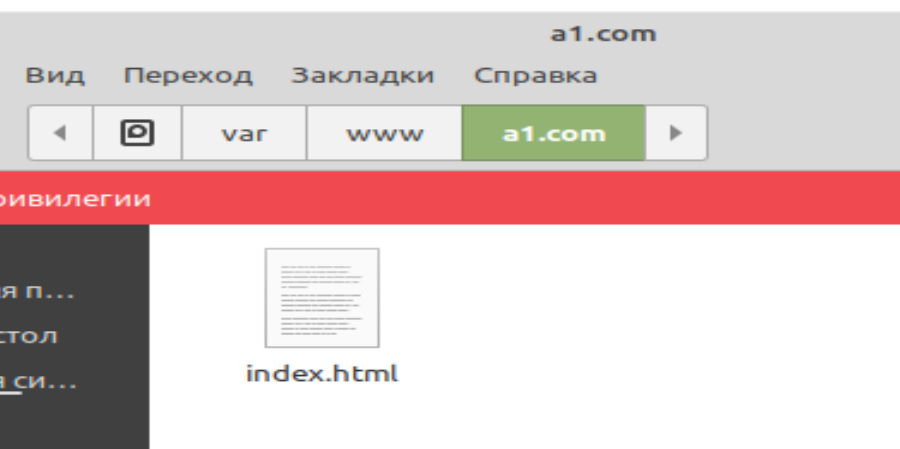 a1.com
Вид Переход Закладки Справка
var www a1.com
ривилегии
я п...
index.html
стол
я си...